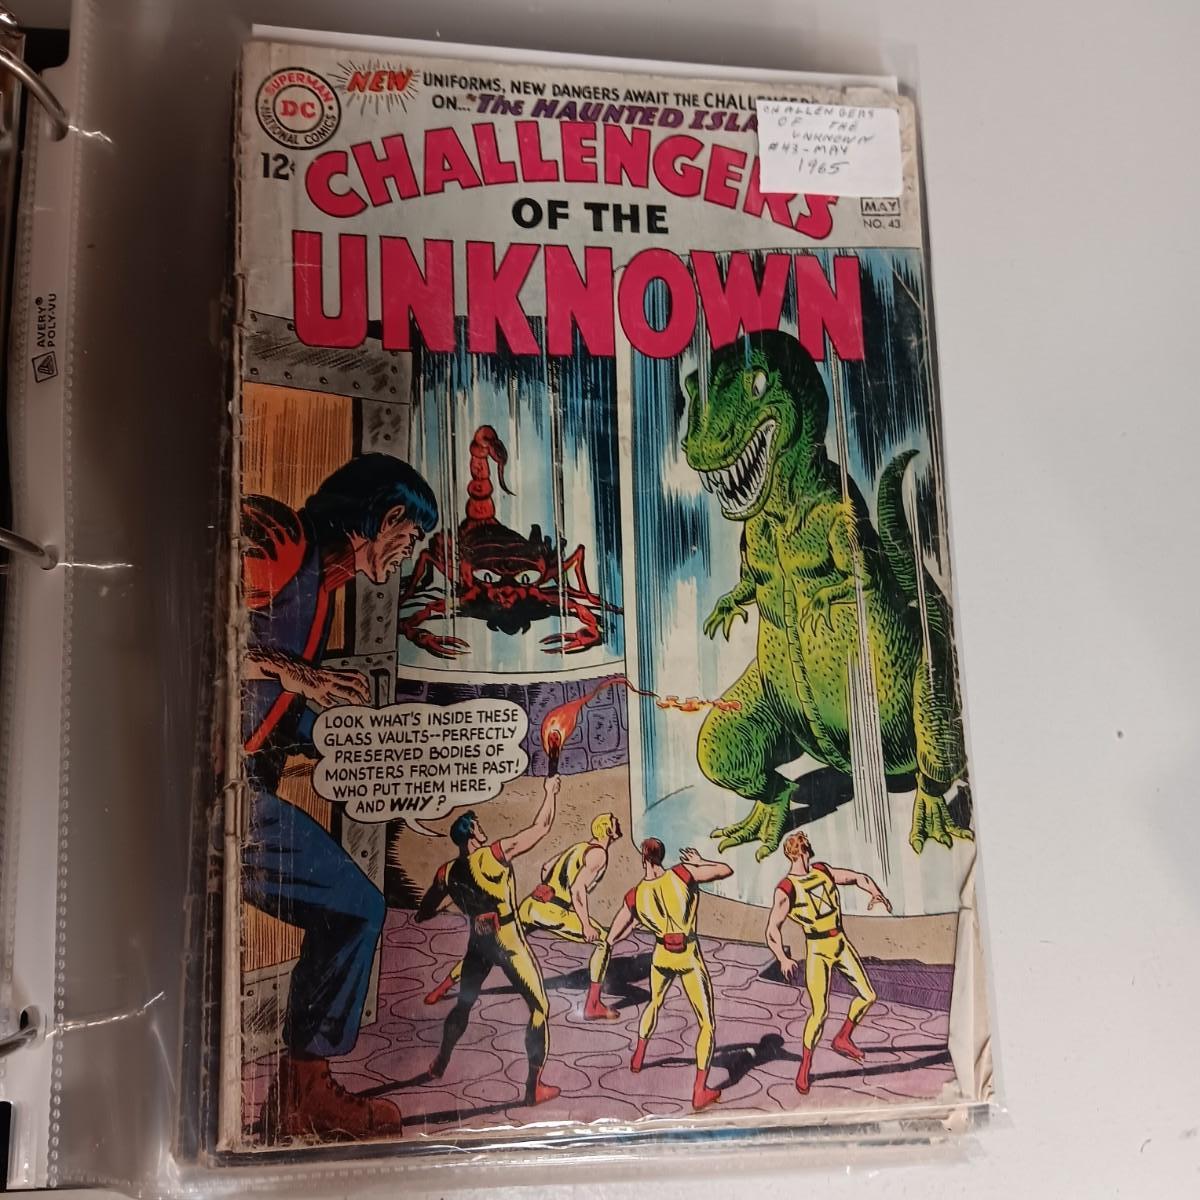 SUPERMAN
DC
NATIONAL COMICS
NEW UNIFORMS, NEW DANGERS AWAIT THE CHALLENGERS
ON... "THE HAUNTED ISLA
12¢
CHALLENGERS
OF THE
UNKNOWN
CHALLENGERS
OF THE
UNKNOWN
#43-MAY
1965
MAY
NO. 43
AVERY®
POLY-VU
LOOK WHAT'S INSIDE THESE
GLASS VAULTS--PERFECTLY
PRESERVED BODIES OF
MONSTERS FROM THE PAST!
WHO PUT THEM HERE,
AND WHY?